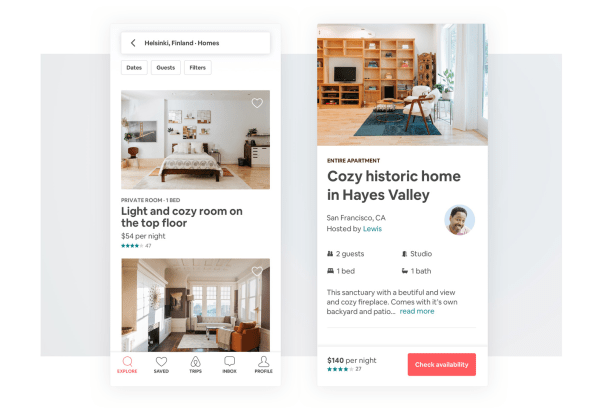 Helsinki, Finland · Homes
Dates
Guests
Filters
PRIVATE ROOM · 1 BED
Light and cozy room on
the top floor
$54 per night
47
EXPLORE
SAVED
TRIPS
INBOX
PROFILE
ENTIRE APARTMENT
Cozy historic home
in Hayes Valley
San Francisco, CA
Hosted by Lewis
2 guests
Studio
1 bed
1 bath
This sanctuary with a beutiful and view
and cozy fireplace. Comes with it's own
backyard and patio... read more
$140 per night
27
Check availability